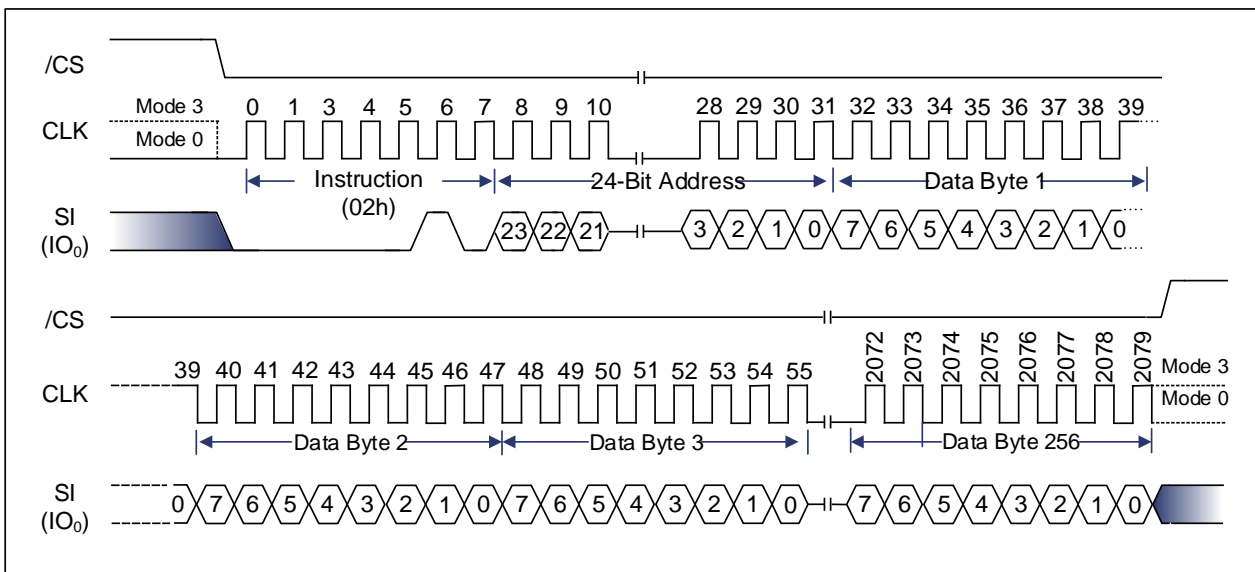 /CS
Mode 3
0 1 3 4 5 6 7 8 9 10 28 29 30 31 32 33 34 35 36 37 38 39
CLK
Mode 0
Instruction
(02h)
24-Bit Address
Data Byte 1
SI
(IO₀)
23 22 21 3 2 1 0 7 6 5 4 3 2 1 0
/CS
39 40 41 42 43 44 45 46 47 48 49 50 51 52 53 54 55 2072 2073 2074 2075 2076 2077 2078 2079
Mode 3
CLK
Mode 0
Data Byte 2
Data Byte 3
Data Byte 256
SI
(IO₀)
0 7 6 5 4 3 2 1 0 7 6 5 4 3 2 1 0 7 6 5 4 3 2 1 0